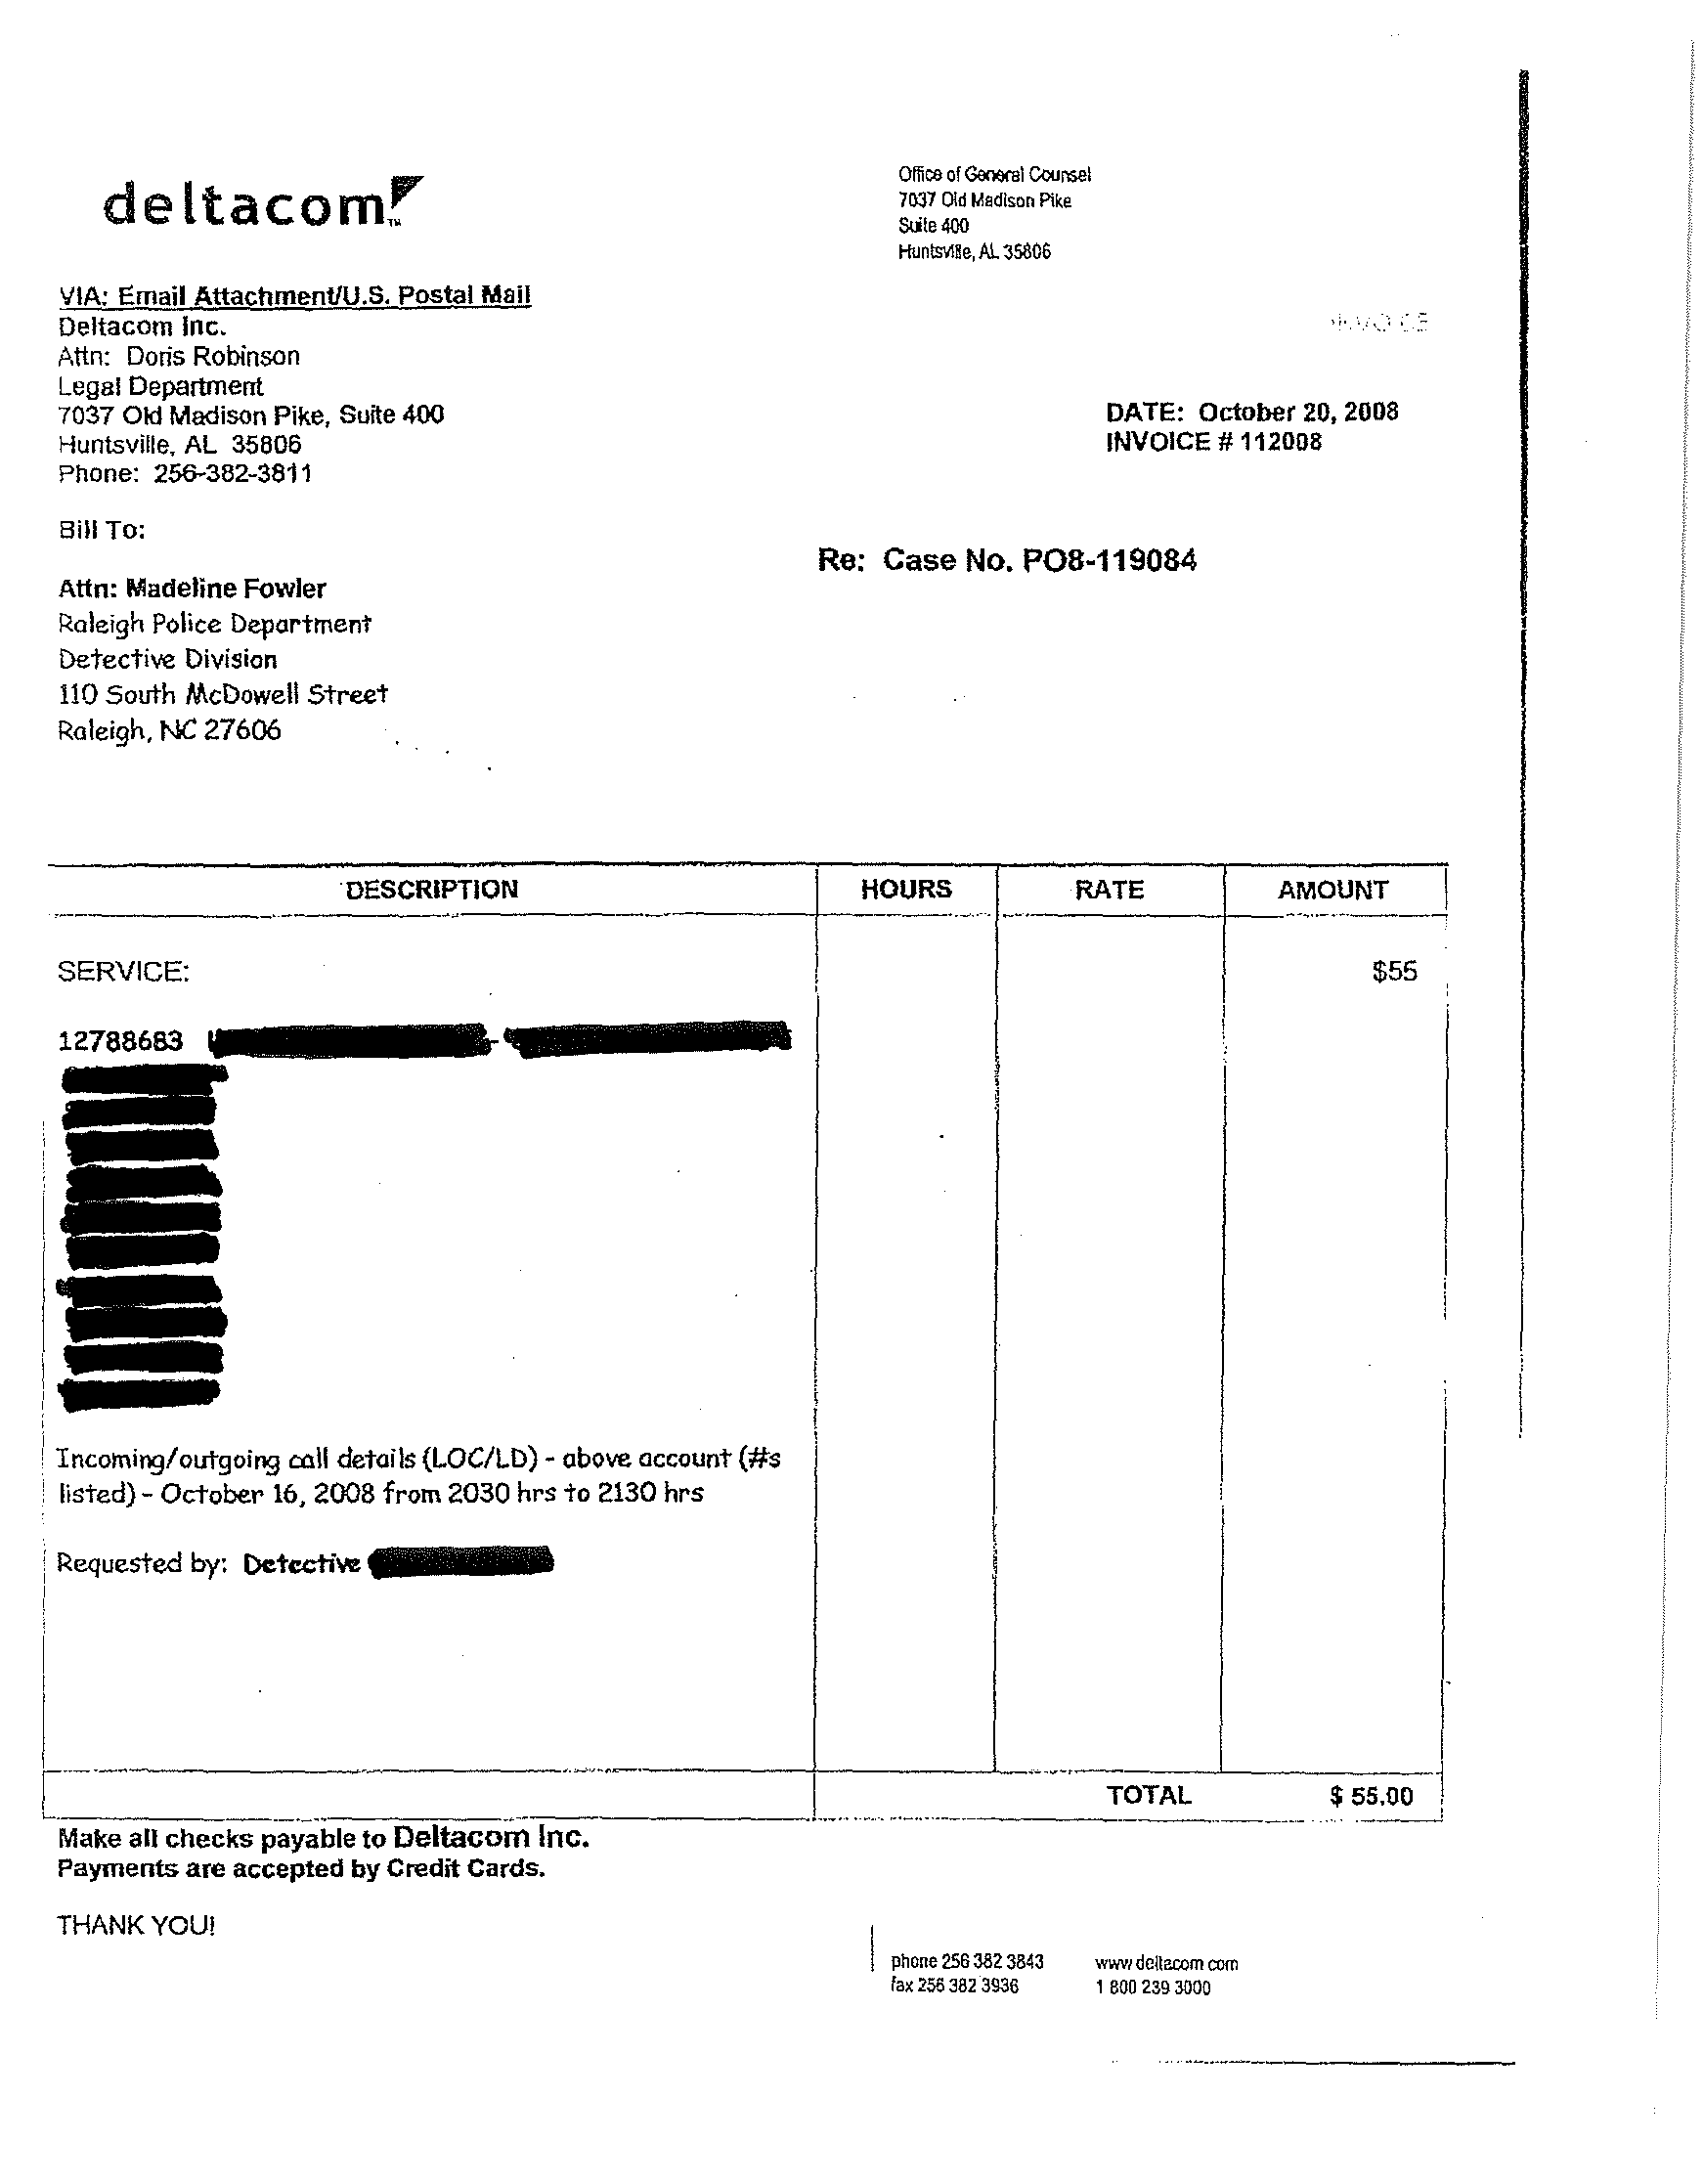 deltacom™
Office of General Counsel
7037 Old Madison Pike
Suite 400
Huntsville, AL 35806
VIA: Email Attachment/U.S. Postal Mail
Deltacom Inc.
Attn: Doris Robinson
Legal Department
7037 Old Madison Pike, Suite 400
Huntsville, AL 35806
Phone: 256-382-3811
INVOICE
DATE: October 20, 2008
INVOICE # 112008
Bill To:
Re: Case No. PO8-119084
Attn: Madeline Fowler
Raleigh Police Department
Detective Division
110 South McDowell Street
Raleigh, NC 27606
DESCRIPTION HOURS RATE AMOUNT
SERVICE: $55
12788683
Incoming/outgoing call details (LOC/LD) - above account (#s
listed) - October 16, 2008 from 2030 hrs to 2130 hrs
Requested by: Detective
TOTAL $ 55.00
Make all checks payable to Deltacom Inc.
Payments are accepted by Credit Cards.
THANK YOU!
phone 256 382 3843 www deltacom com
fax 256 382 3936 1 800 239 3000